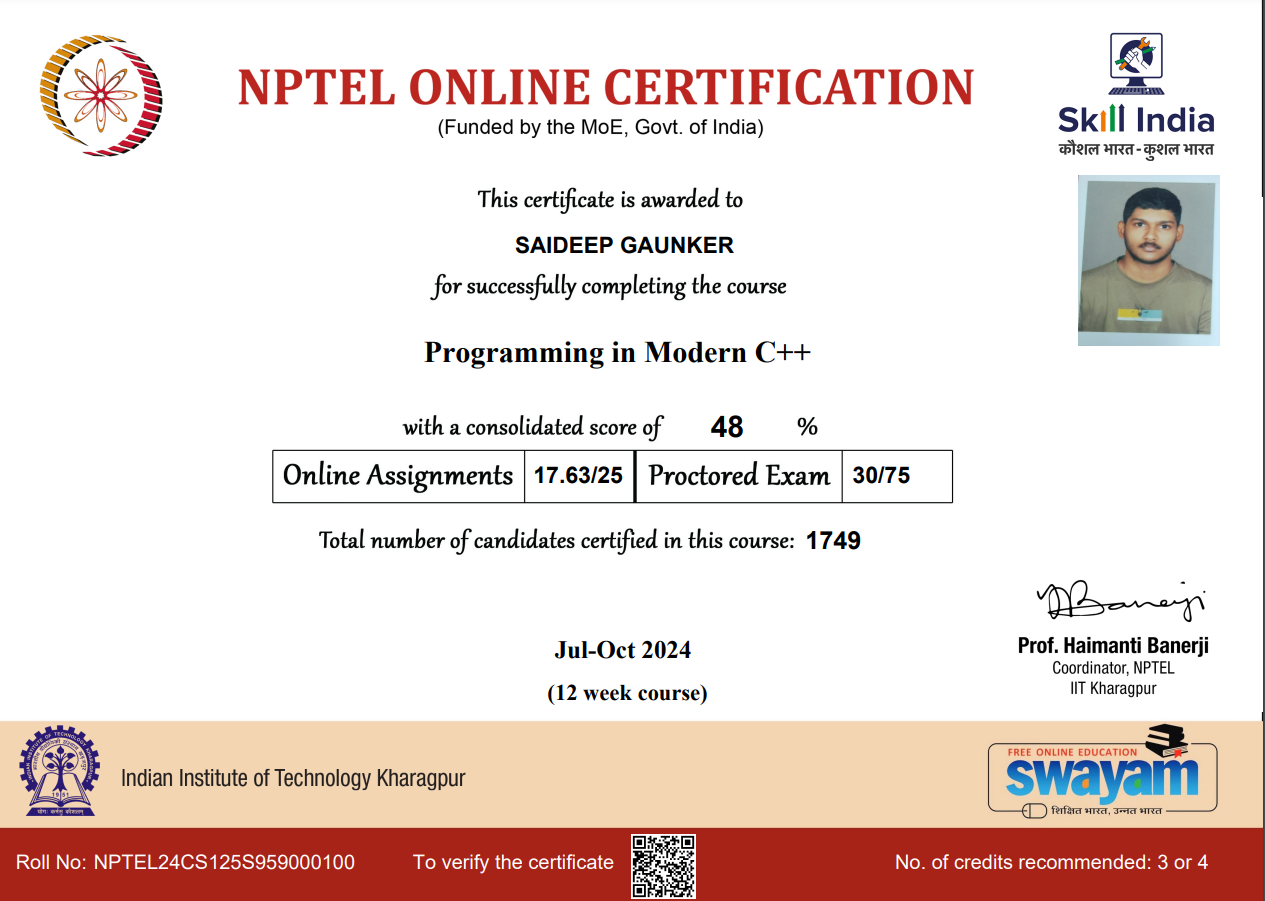 NPTEL ONLINE CERTIFICATION
(Funded by the MoE, Govt. of India)
Skill India
कौशल भारत - कुशल भारत
This certificate is awarded to
SAIDEEP GAUNKER
for successfully completing the course
Programming in Modern C++
with a consolidated score of 48 %
Online Assignments 17.63/25 Proctored Exam 30/75
Total number of candidates certified in this course: 1749
Jul-Oct 2024
(12 week course)
Prof. Haimanti Banerji
Coordinator, NPTEL
IIT Kharagpur
Indian Institute of Technology Kharagpur
FREE ONLINE EDUCATION
swayam
शिक्षित भारत, उन्नत भारत
Roll No: NPTEL24CS125S959000100 To verify the certificate No. of credits recommended: 3 or 4